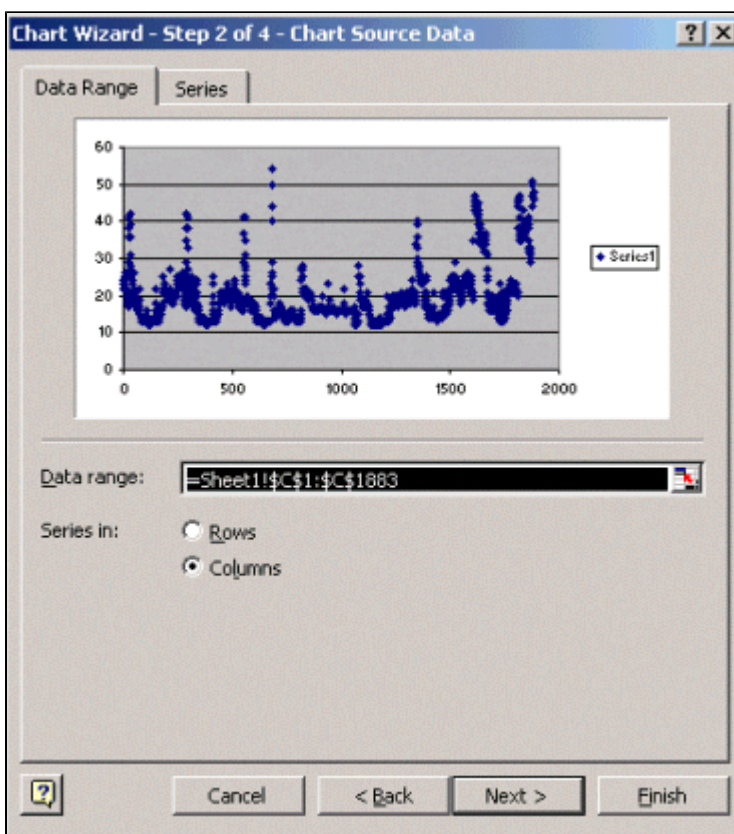 Chart Wizard - Step 2 of 4 - Chart Source Data
Data Range
Series
60
50
40
30
20
10
0
0 500 1000 1500 2000
Series1
Data range: =Sheet1!$C$1:$C$1883
Series in: Rows
Columns
Cancel < Back Next > Finish